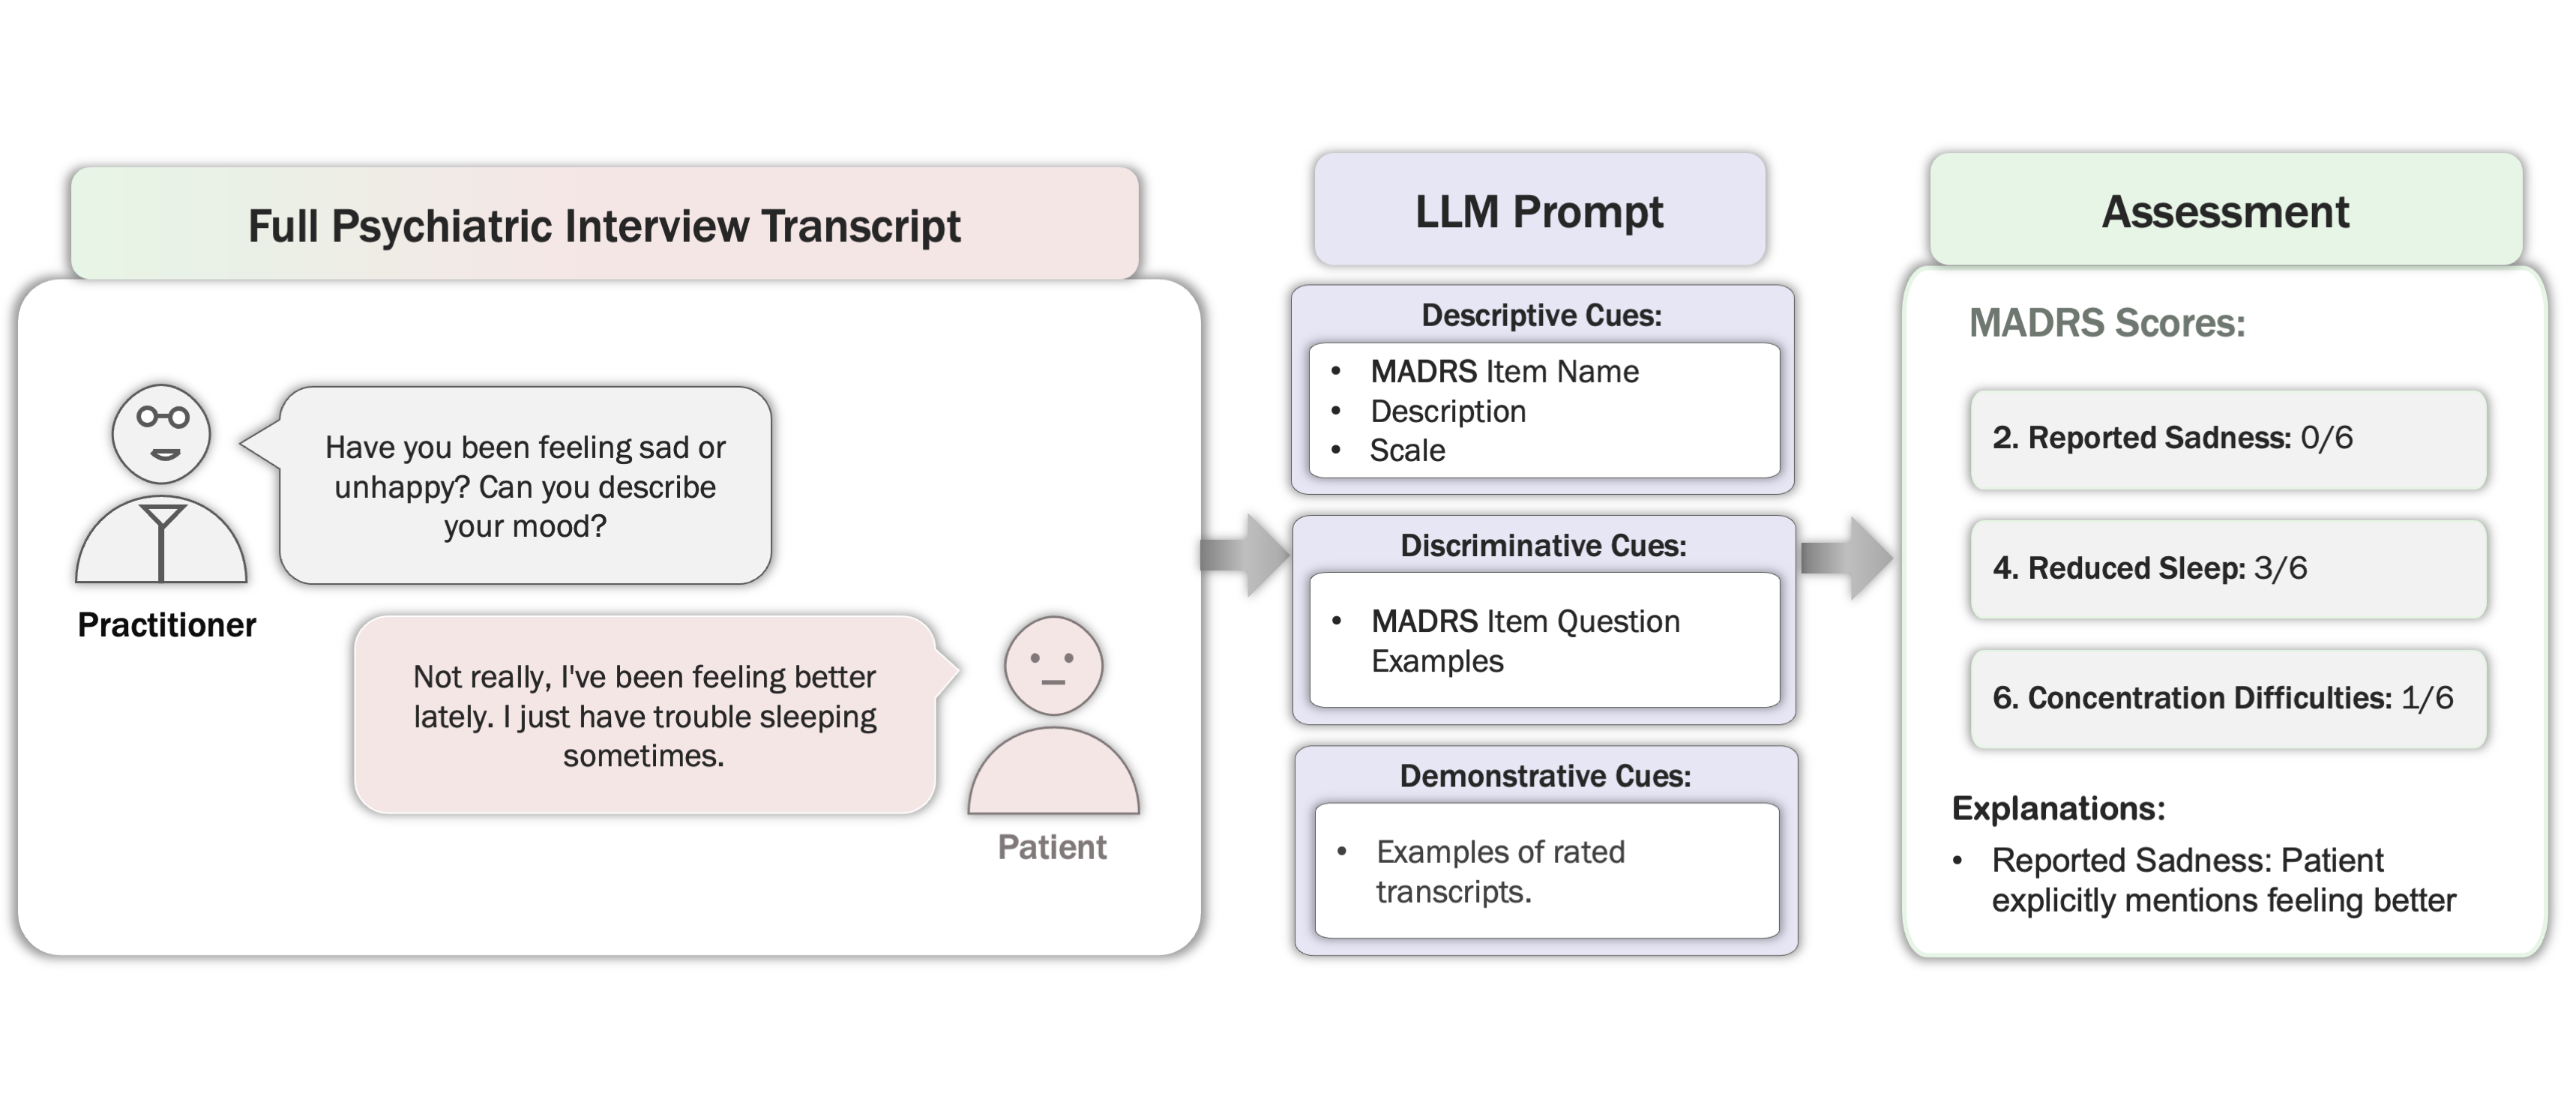 Full Psychiatric Interview Transcript
Have you been feeling sad or
unhappy? Can you describe
your mood?
Practitioner
Not really, I've been feeling better
lately. I just have trouble sleeping
sometimes.
Patient
LLM Prompt
Descriptive Cues:
• MADRS Item Name
• Description
• Scale
Discriminative Cues:
• MADRS Item Question
Examples
Demonstrative Cues:
• Examples of rated
transcripts.
Assessment
MADRS Scores:
2. Reported Sadness: 0/6
4. Reduced Sleep: 3/6
6. Concentration Difficulties: 1/6
Explanations:
• Reported Sadness: Patient
explicitly mentions feeling better